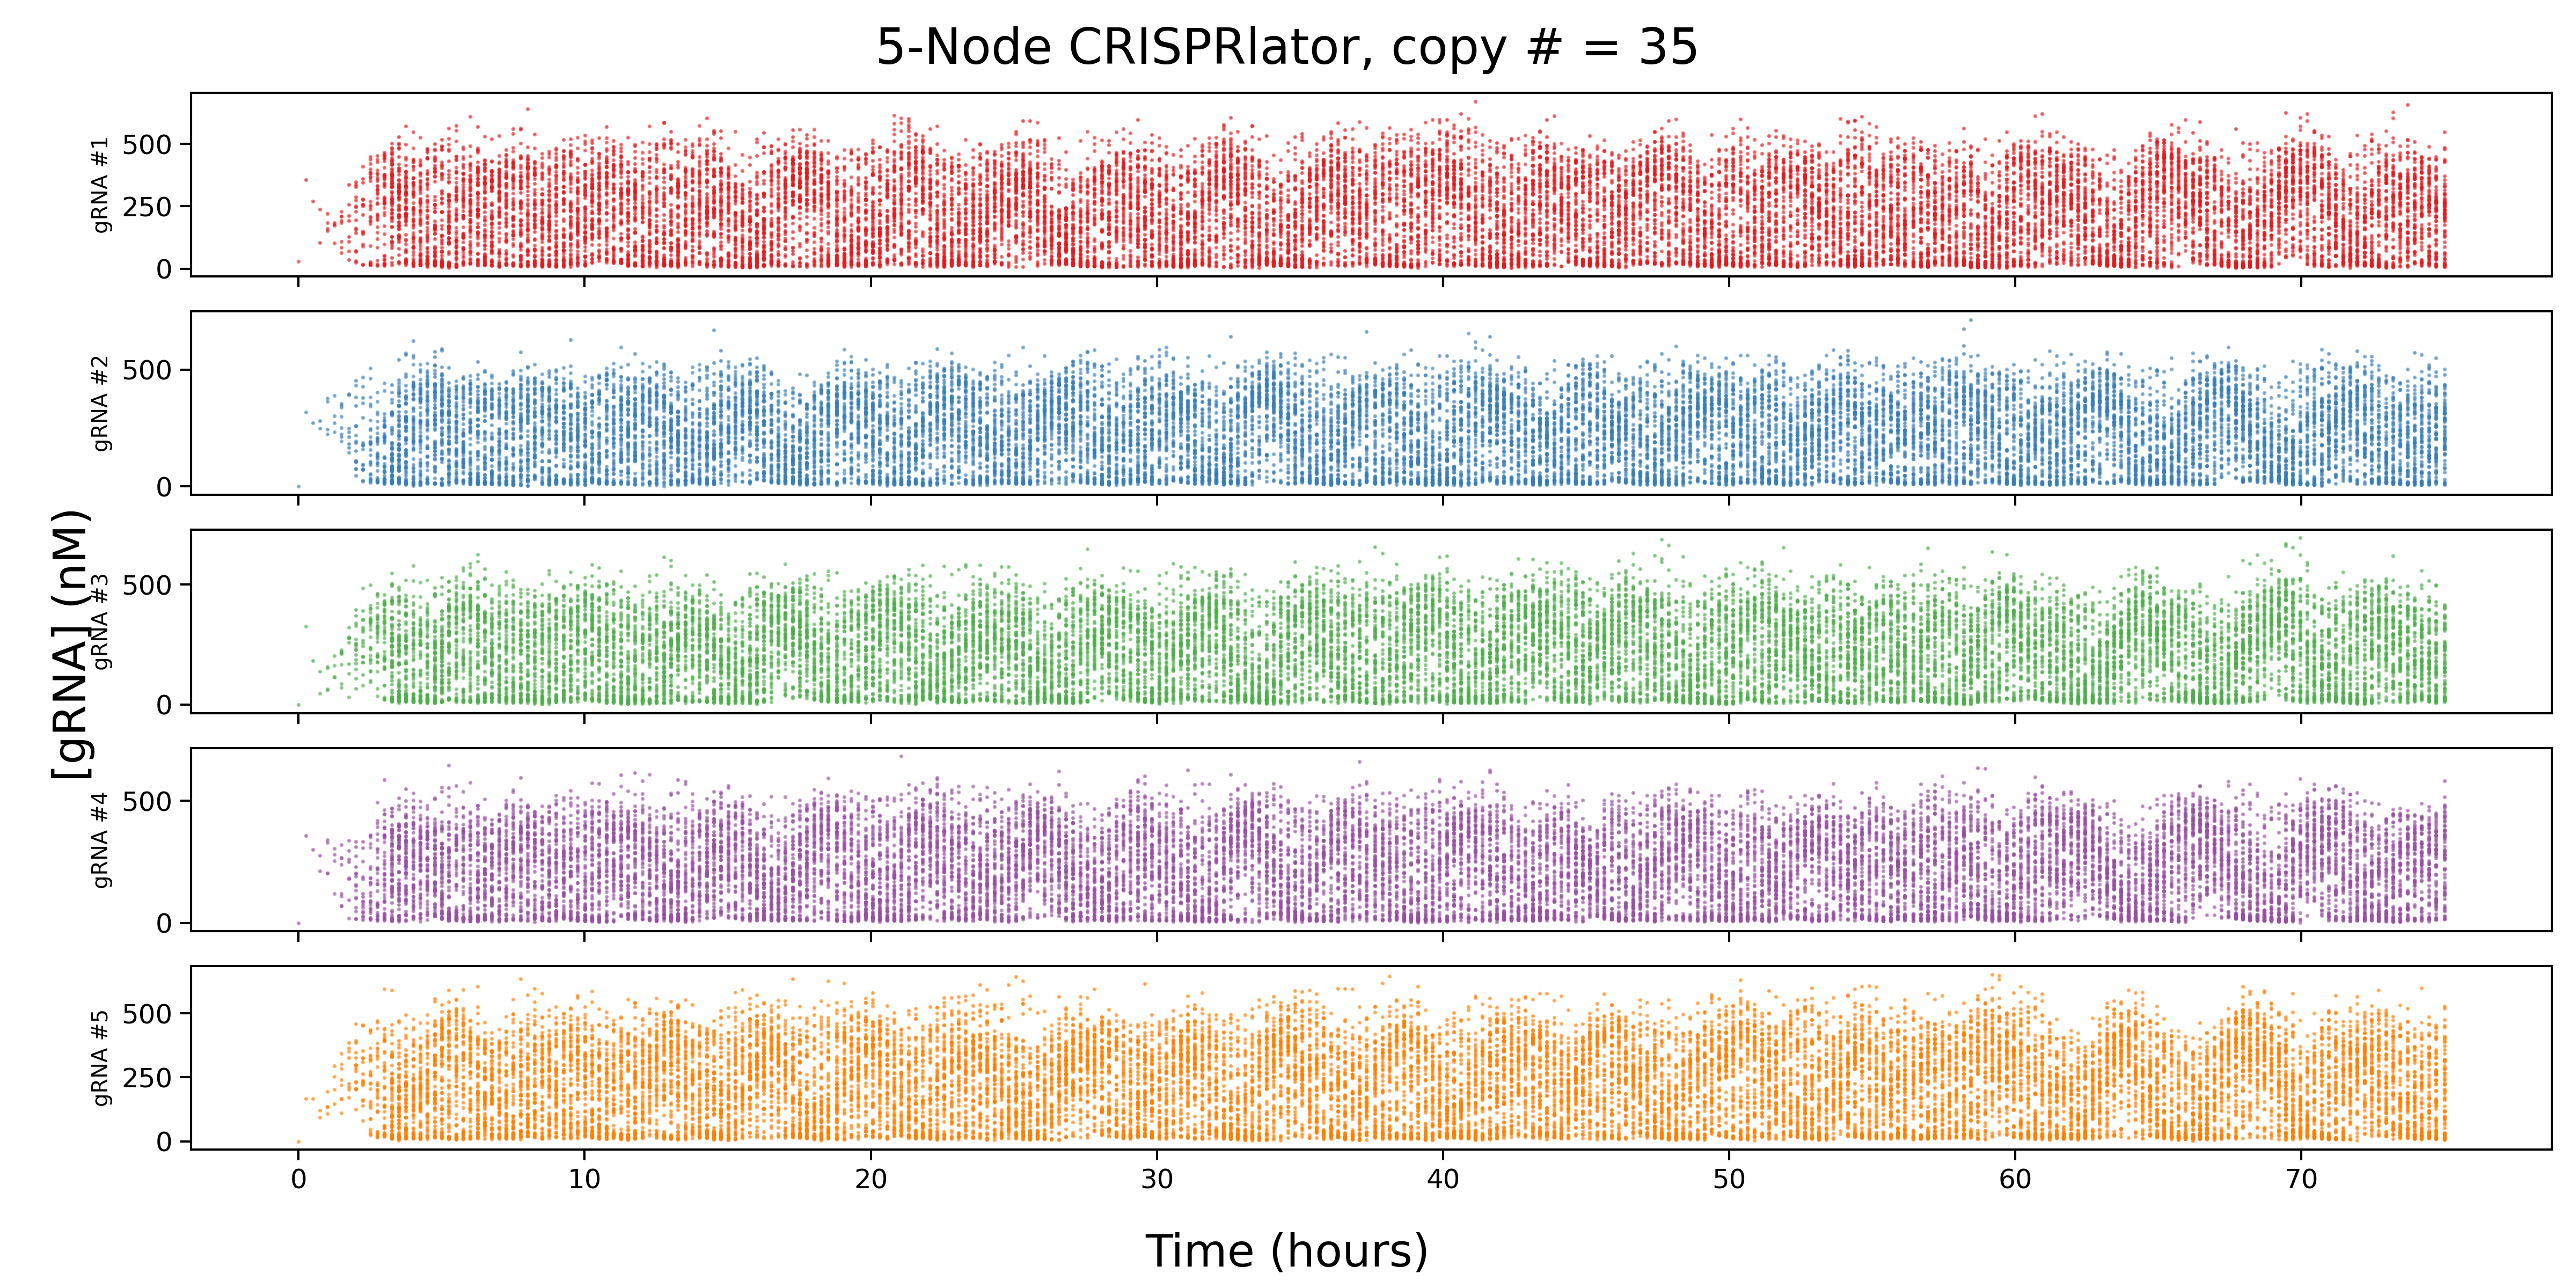 5-Node CRISPRlator, copy # = 35
[gRNA] (nM)
gRNA #1
500
250
0
gRNA #2
500
0
gRNA #3
500
0
gRNA #4
500
0
gRNA #5
500
250
0
0 10 20 30 40 50 60 70
Time (hours)